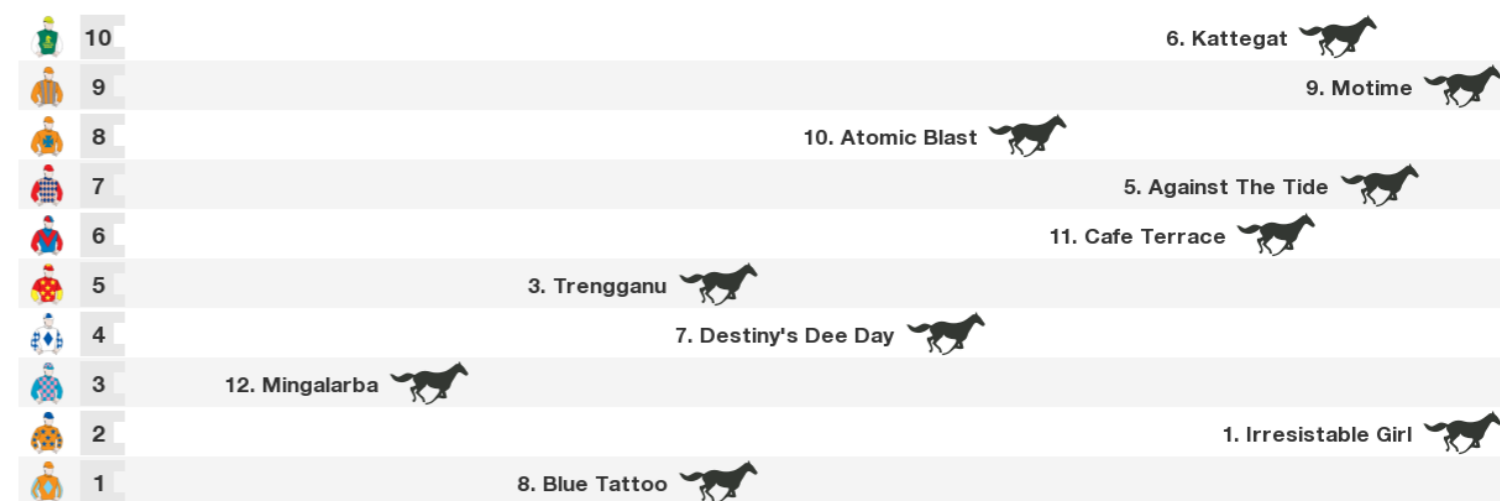 10 6. Kattegat
9 9. Motime
8 10. Atomic Blast
7 5. Against The Tide
6 11. Cafe Terrace
5 3. Trengganu
4 7. Destiny's Dee Day
3 12. Mingalarba
2 1. Irresistable Girl
1 8. Blue Tattoo